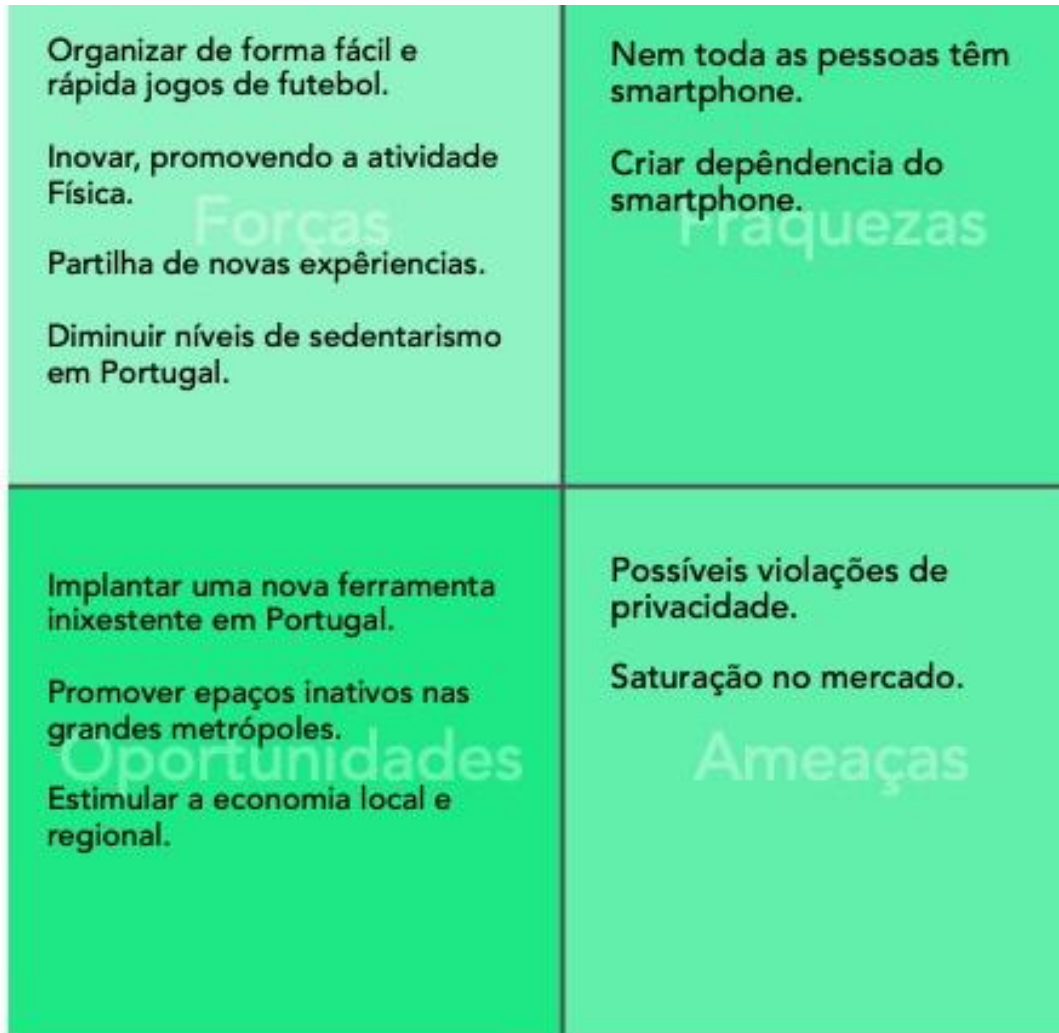 Organizar de forma fácil e
rápida jogos de futebol.
Inovar, promovendo a atividade
Física.
Forças
Partilha de novas expêriencias.
Diminuir níveis de sedentarismo
em Portugal.
Nem toda as pessoas têm
smartphone.
Criar depêndencia do
smartphone.
Fraquezas
Implantar uma nova ferramenta
inixestente em Portugal.
Promover epaços inativos nas
grandes metrópoles.
Oportunidades
Estimular a economia local e
regional.
Possíveis violações de
privacidade.
Saturação no mercado.
Ameaças